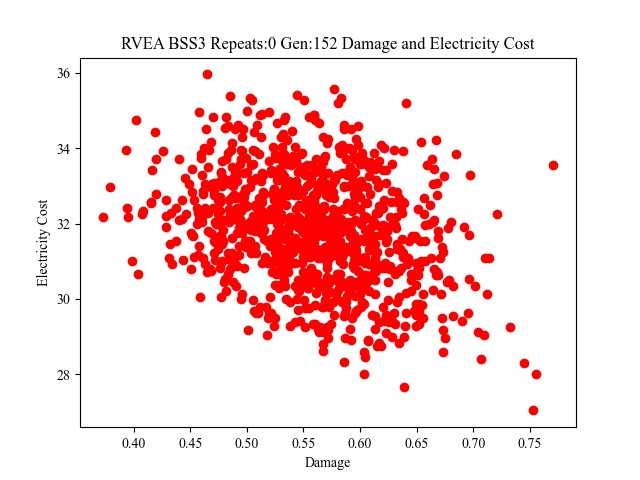 RVEA BSS3 Repeats:0 Gen:152 Damage and Electricity Cost
36
34
32
30
28
Electricity Cost
0.40 0.45 0.50 0.55 0.60 0.65 0.70 0.75
Damage